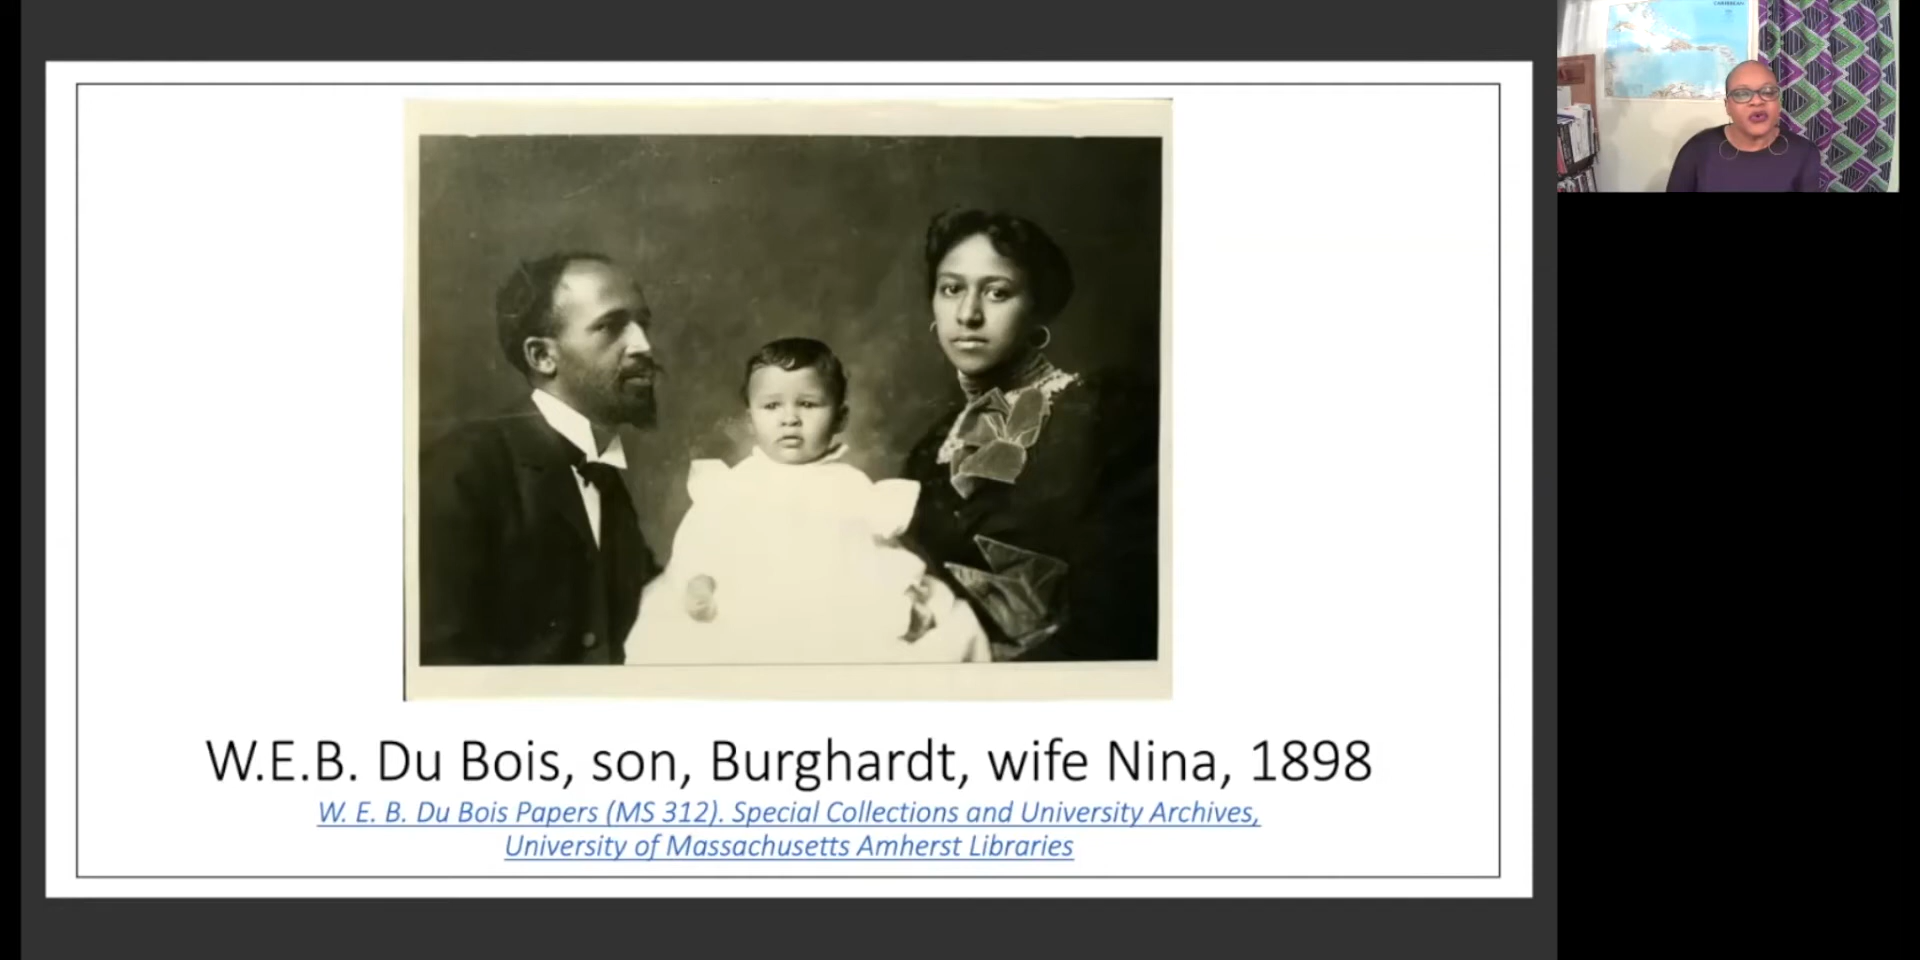 CARIBBEAN
W.E.B. Du Bois, son, Burghardt, wife Nina, 1898
W. E. B. Du Bois Papers (MS 312). Special Collections and University Archives,
University of Massachusetts Amherst Libraries